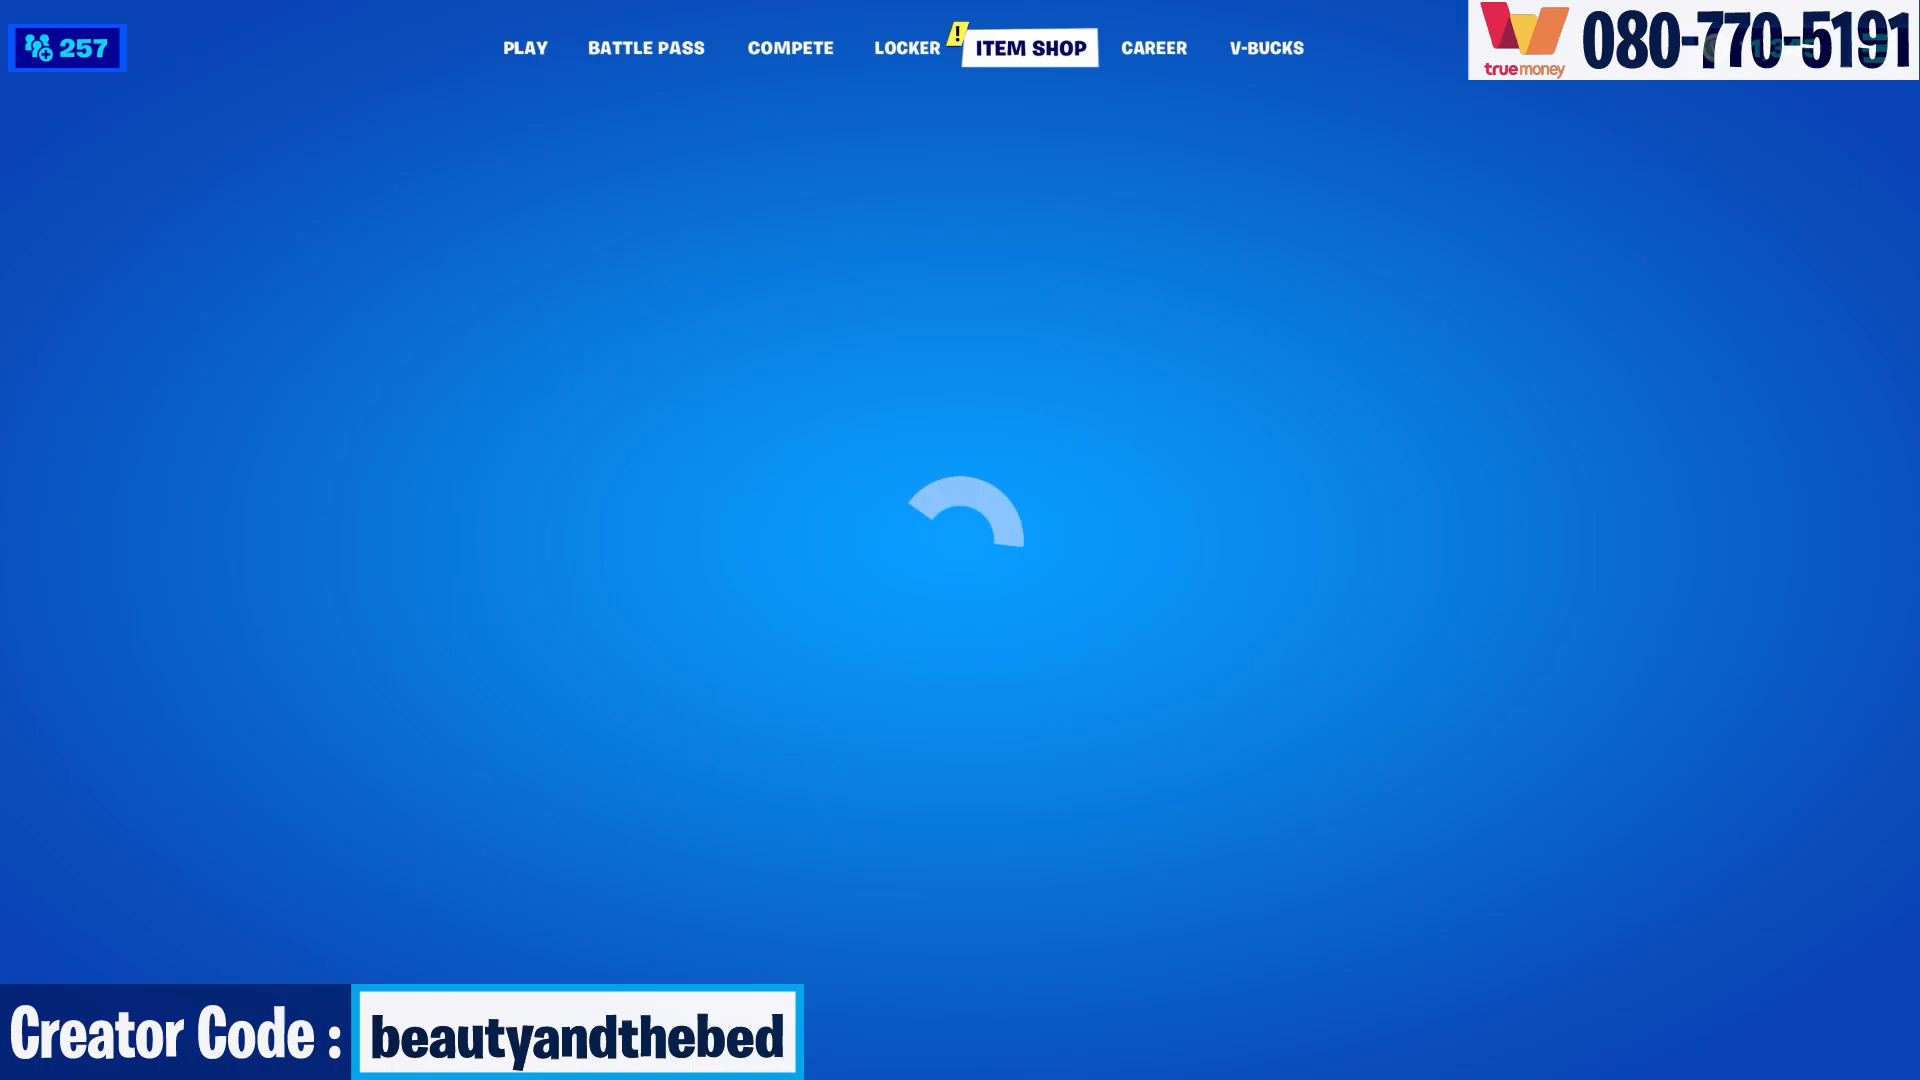 257
PLAY
BATTLE PASS
COMPETE
LOCKER
!
ITEM SHOP
CAREER
V-BUCKS
truemoney
080-770-5191
Creator Code : beautyandthebed